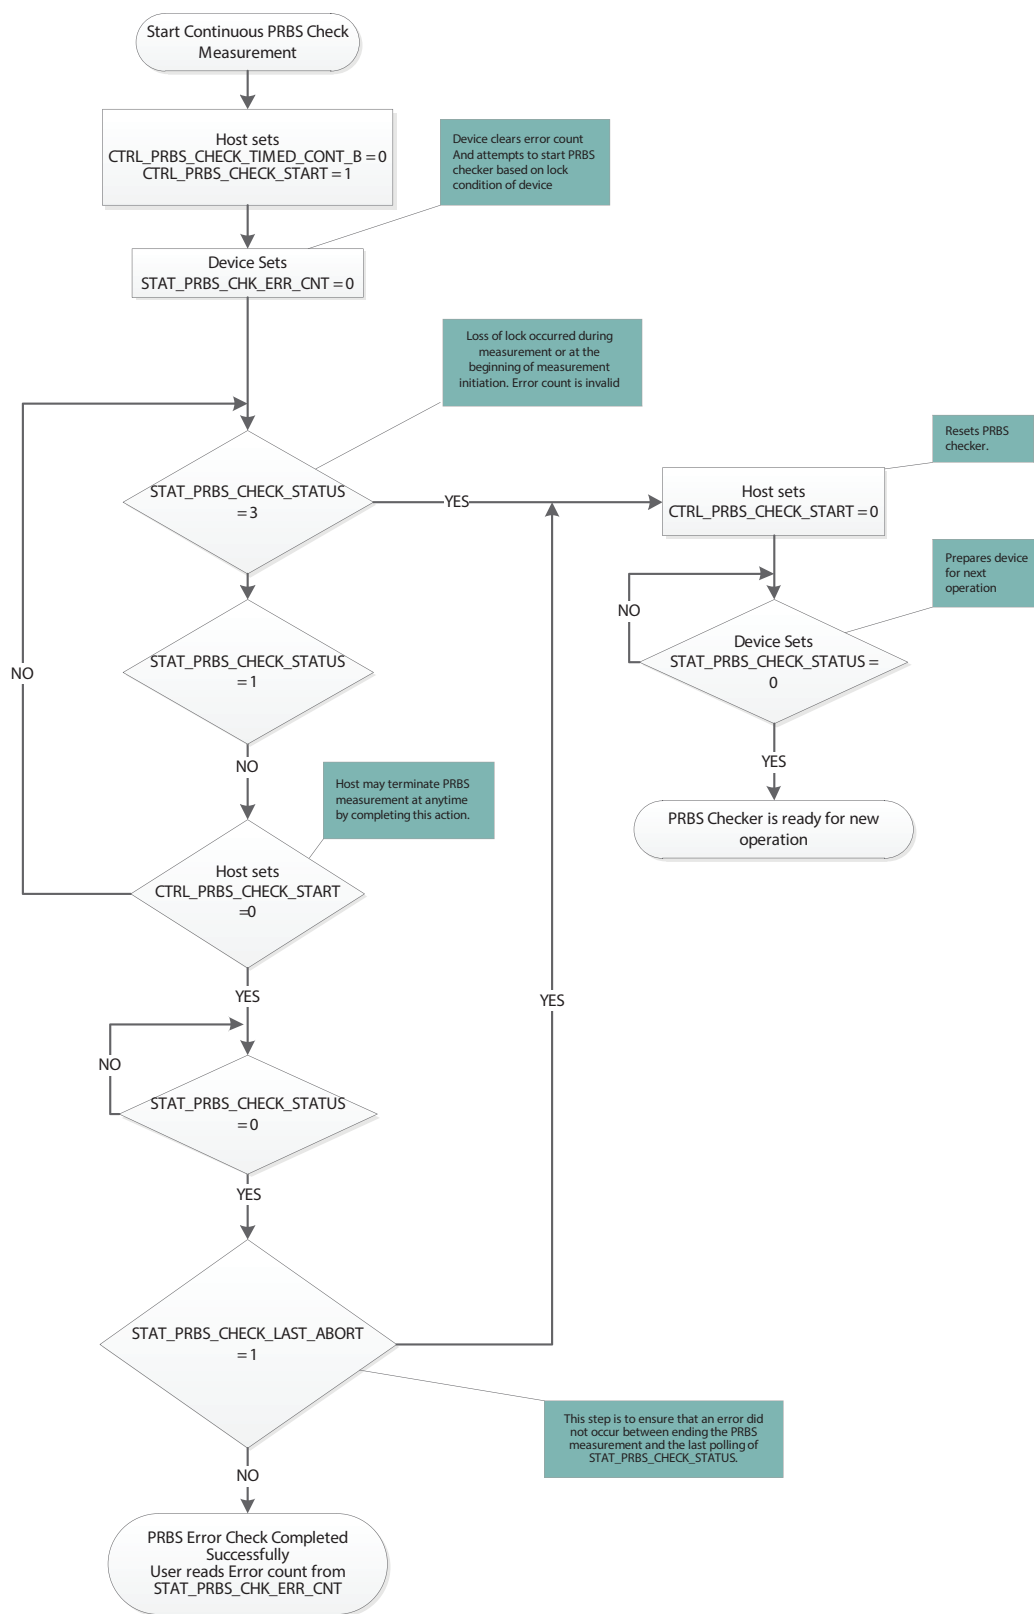 Start Continuous PRBS Check
Measurement
Host sets
CTRL_PRBS_CHECK_TIMED_CONT_B = 0
CTRL_PRBS_CHECK_START = 1
Device clears error count
And attempts to start PRBS
checker based on lock
condition of device
Device Sets
STAT_PRBS_CHK_ERR_CNT = 0
Loss of lock occurred during
measurement or at the
beginning of measurement
initiation. Error count is invalid
Resets PRBS
checker.
STAT_PRBS_CHECK_STATUS
= 3
YES
Host sets
CTRL_PRBS_CHECK_START = 0
Prepares device
for next
operation
NO
STAT_PRBS_CHECK_STATUS
= 1
NO
Device Sets
STAT_PRBS_CHECK_STATUS =
0
NO
YES
Host may terminate PRBS
measurement at anytime
by completing this action.
PRBS Checker is ready for new
operation
Host sets
CTRL_PRBS_CHECK_START
=0
YES
YES
NO
STAT_PRBS_CHECK_STATUS
= 0
YES
STAT_PRBS_CHECK_LAST_ABORT
= 1
This step is to ensure that an error did
not occur between ending the PRBS
measurement and the last polling of
STAT_PRBS_CHECK_STATUS.
NO
PRBS Error Check Completed
Successfully
User reads Error count from
STAT_PRBS_CHK_ERR_CNT